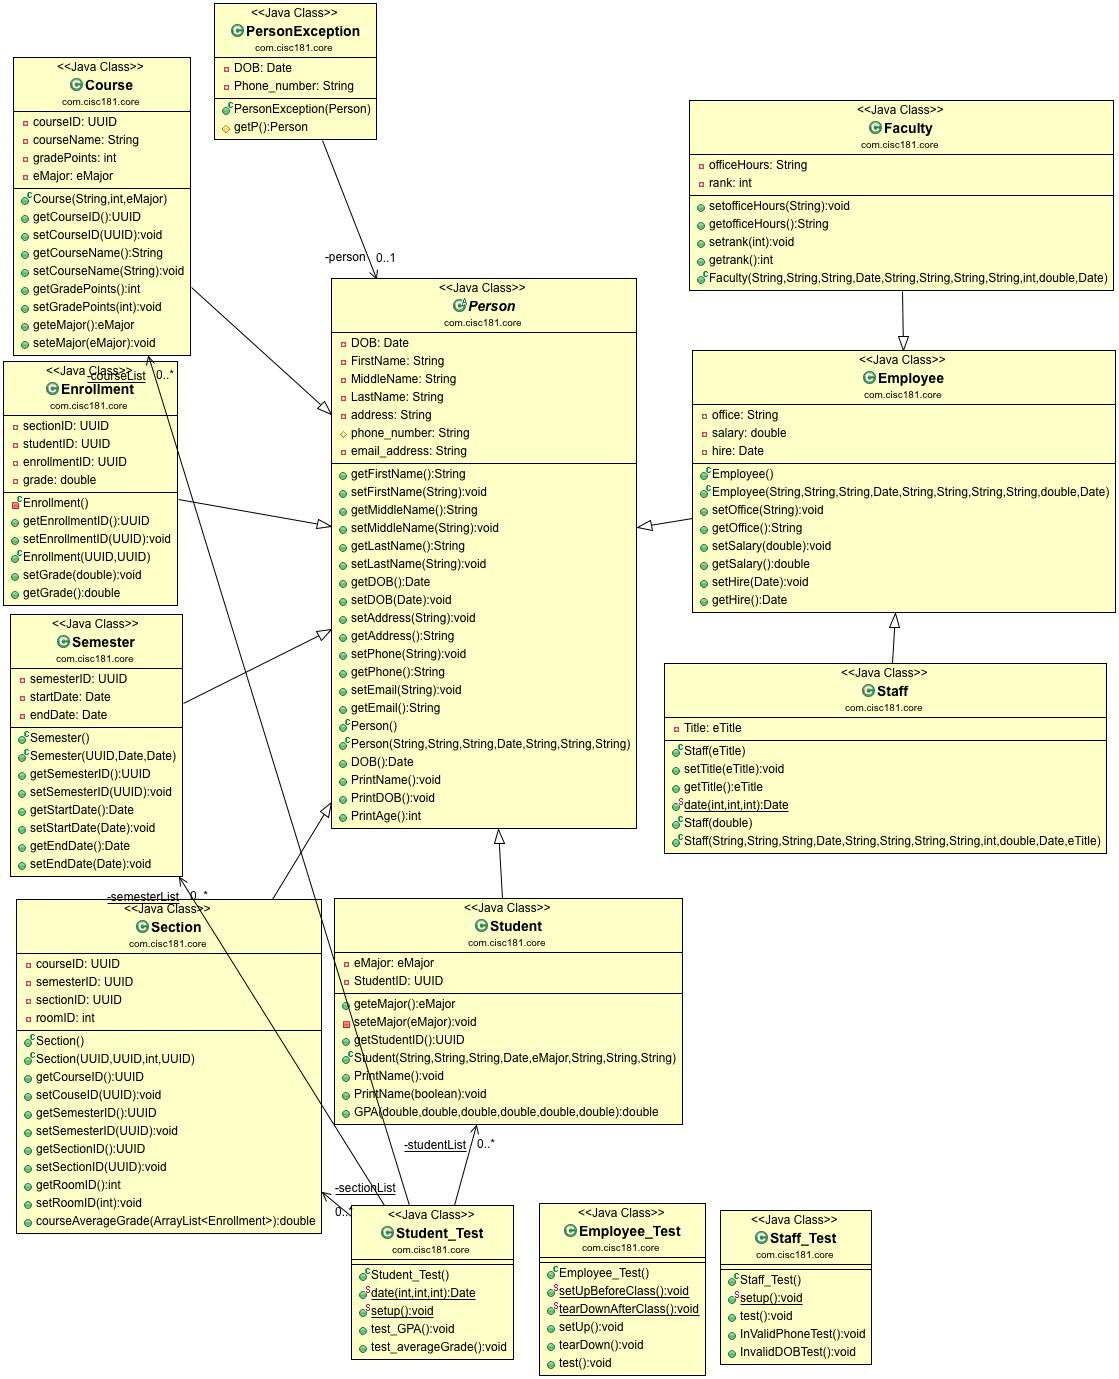 <<Java Class>>
PersonException
com.cisc181.core
DOB: Date
Phone_number: String
PersonException(Person)
getP():Person
<<Java Class>>
Course
com.cisc181.core
courseID: UUID
courseName: String
gradePoints: int
eMajor: eMajor
Course(String,int,eMajor)
getCourseID():UUID
setCourseID(UUID):void
getCourseName():String
setCourseName(String):void
getGradePoints():int
setGradePoints(int):void
geteMajor():eMajor
seteMajor(eMajor):void
<<Java Class>>
Faculty
com.cisc181.core
officeHours: String
rank: int
setofficeHours(String):void
getofficeHours():String
setrank(int):void
getrank():int
Faculty(String,String,String,Date,String,String,String,String,int,double,Date)
-person 0..1
<<Java Class>>
Person
com.cisc181.core
DOB: Date
FirstName: String
MiddleName: String
LastName: String
address: String
phone_number: String
email_address: String
getFirstName():String
setFirstName(String):void
getMiddleName():String
setMiddleName(String):void
getLastName():String
setLastName(String):void
getDOB():Date
setDOB(Date):void
setAddress(String):void
getAddress():String
setPhone(String):void
getPhone():String
setEmail(String):void
getEmail():String
Person()
Person(String,String,String,Date,String,String,String)
DOB():Date
PrintName():void
PrintDOB():void
PrintAge():int
<<Java Class>>
Employee
com.cisc181.core
office: String
salary: double
hire: Date
Employee()
Employee(String,String,String,Date,String,String,String,String,double,Date)
setOffice(String):void
getOffice():String
setSalary(double):void
getSalary():double
setHire(Date):void
getHire():Date
-courseList 0..*
<<Java Class>>
Enrollment
com.cisc181.core
sectionID: UUID
studentID: UUID
enrollmentID: UUID
grade: double
Enrollment()
getEnrollmentID():UUID
setEnrollmentID(UUID):void
Enrollment(UUID,UUID)
setGrade(double):void
getGrade():double
<<Java Class>>
Semester
com.cisc181.core
semesterID: UUID
startDate: Date
endDate: Date
Semester()
Semester(UUID,Date,Date)
getSemesterID():UUID
setSemesterID(UUID):void
getStartDate():Date
setStartDate(Date):void
getEndDate():Date
setEndDate(Date):void
<<Java Class>>
Staff
com.cisc181.core
Title: eTitle
Staff(eTitle)
setTitle(eTitle):void
getTitle():eTitle
date(int,int,int):Date
Staff(double)
Staff(String,String,String,Date,String,String,String,String,int,double,Date,eTitle)
-semesterList 0..*
<<Java Class>>
Section
com.cisc181.core
courseID: UUID
semesterID: UUID
sectionID: UUID
roomID: int
Section()
Section(UUID,UUID,int,UUID)
getCourseID():UUID
setCouseID(UUID):void
getSemesterID():UUID
setSemesterID(UUID):void
getSectionID():UUID
setSectionID(UUID):void
getRoomID():int
setRoomID(int):void
courseAverageGrade(ArrayList<Enrollment>):double
<<Java Class>>
Student
com.cisc181.core
eMajor: eMajor
StudentID: UUID
geteMajor():eMajor
seteMajor(eMajor):void
getStudentID():UUID
Student(String,String,String,Date,eMajor,String,String,String)
PrintName():void
PrintName(boolean):void
GPA(double,double,double,double,double,double):double
-studentList 0..*
-sectionList
0..*
<<Java Class>>
Student_Test
com.cisc181.core
Student_Test()
date(int,int,int):Date
setup():void
test_GPA():void
test_averageGrade():void
<<Java Class>>
Employee_Test
com.cisc181.core
Employee_Test()
setUpBeforeClass():void
tearDownAfterClass():void
setUp():void
tearDown():void
test():void
<<Java Class>>
Staff_Test
com.cisc181.core
Staff_Test()
setup():void
test():void
InValidPhoneTest():void
InvalidDOBTest():void